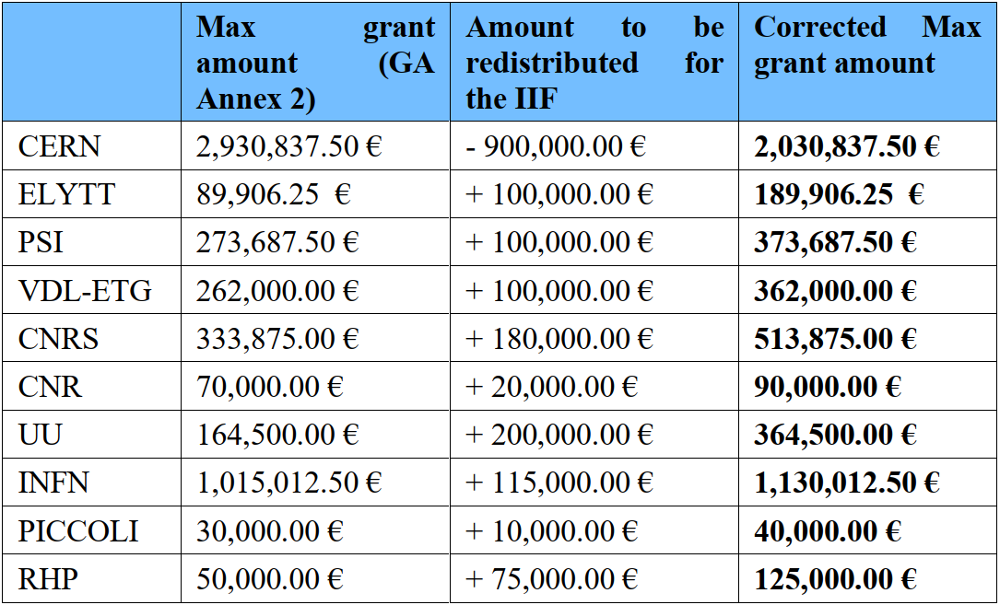 Max grant amount (GA Annex 2) Amount to be redistributed for the IIF Corrected Max grant amount
CERN 2,930,837.50 € - 900,000.00 € 2,030,837.50 €
ELYTT 89,906.25 € + 100,000.00 € 189,906.25 €
PSI 273,687.50 € + 100,000.00 € 373,687.50 €
VDL-ETG 262,000.00 € + 100,000.00 € 362,000.00 €
CNRS 333,875.00 € + 180,000.00 € 513,875.00 €
CNR 70,000.00 € + 20,000.00 € 90,000.00 €
UU 164,500.00 € + 200,000.00 € 364,500.00 €
INFN 1,015,012.50 € + 115,000.00 € 1,130,012.50 €
PICCOLI 30,000.00 € + 10,000.00 € 40,000.00 €
RHP 50,000.00 € + 75,000.00 € 125,000.00 €